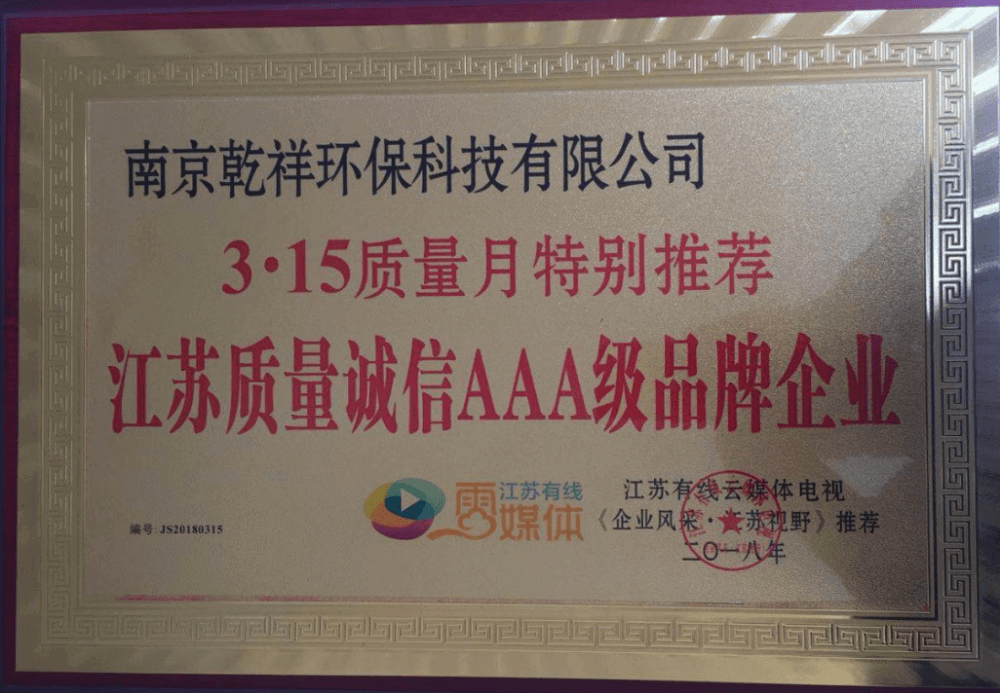 南京乾祥环保科技有限公司
3·15质量月特别推荐
江苏质量诚信AAA级品牌企业
编号:JS20180315
江苏有线
云媒体
江苏有线云媒体电视
《企业风采·江苏视野》推荐
二〇一八年